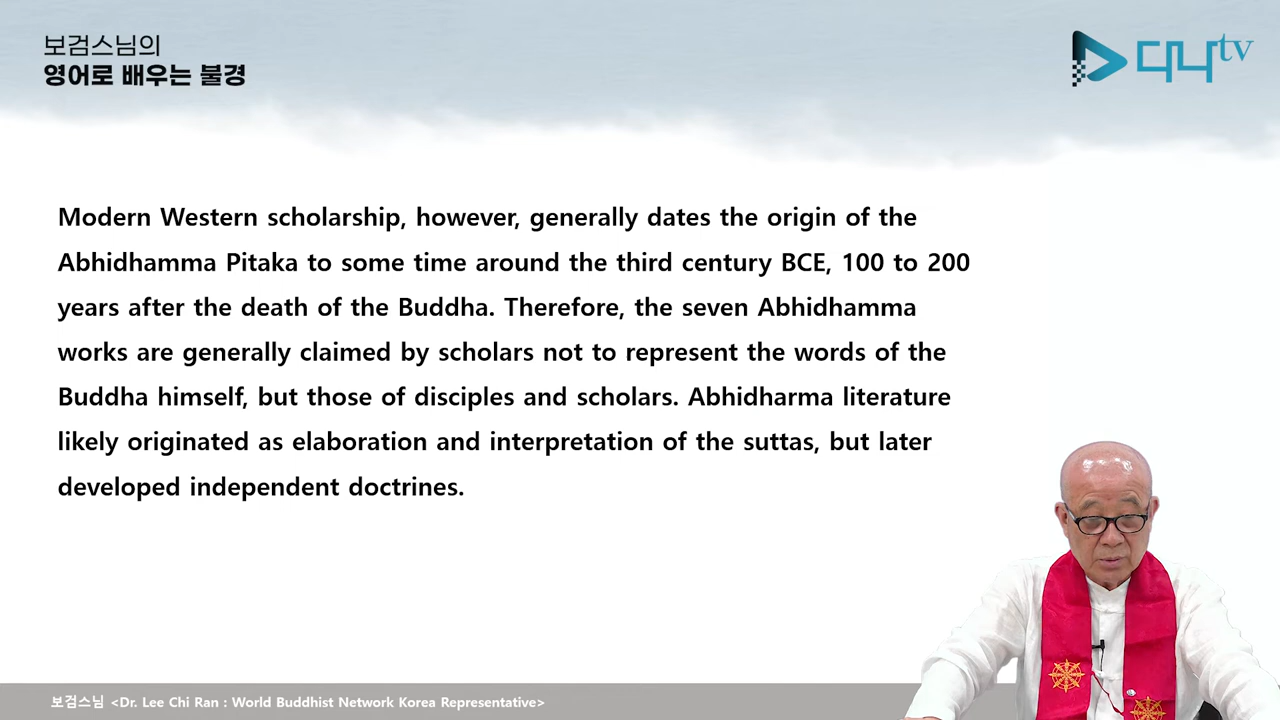 보검스님의
영어로 배우는 불경
다나tv
Modern Western scholarship, however, generally dates the origin of the
Abhidhamma Pitaka to some time around the third century BCE, 100 to 200
years after the death of the Buddha. Therefore, the seven Abhidhamma
works are generally claimed by scholars not to represent the words of the
Buddha himself, but those of disciples and scholars. Abhidharma literature
likely originated as elaboration and interpretation of the suttas, but later
developed independent doctrines.
보검스님 <Dr. Lee Chi Ran : World Buddhist Network Korea Representative>